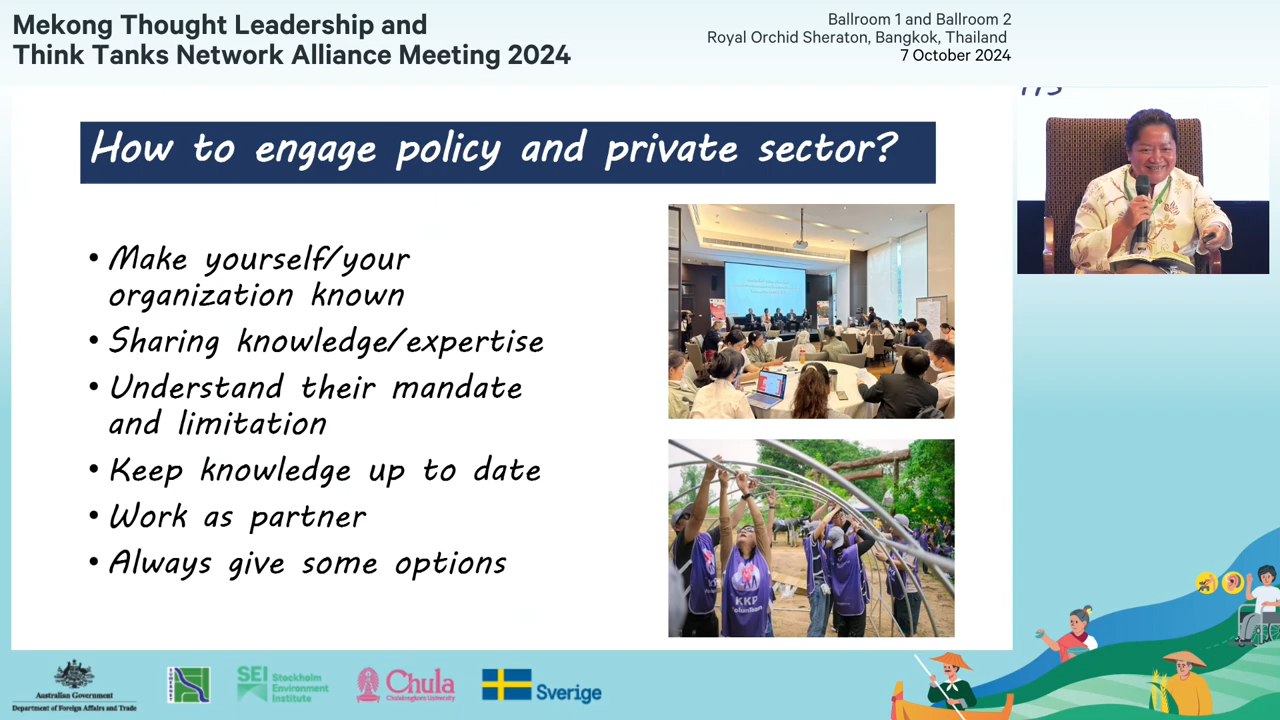 Mekong Thought Leadership and
Think Tanks Network Alliance Meeting 2024
Ballroom 1 and Ballroom 2
Royal Orchid Sheraton, Bangkok, Thailand
7 October 2024
How to engage policy and private sector?
• Make yourself/your
organization known
• Sharing knowledge/expertise
• Understand their mandate
and limitation
• Keep knowledge up to date
• Work as partner
• Always give some options
KKP
Australian Government
Department of Foreign Affairs and Trade
SEI Stockholm
Environment
Institute
Chula
Chulalongkorn University
Sverige